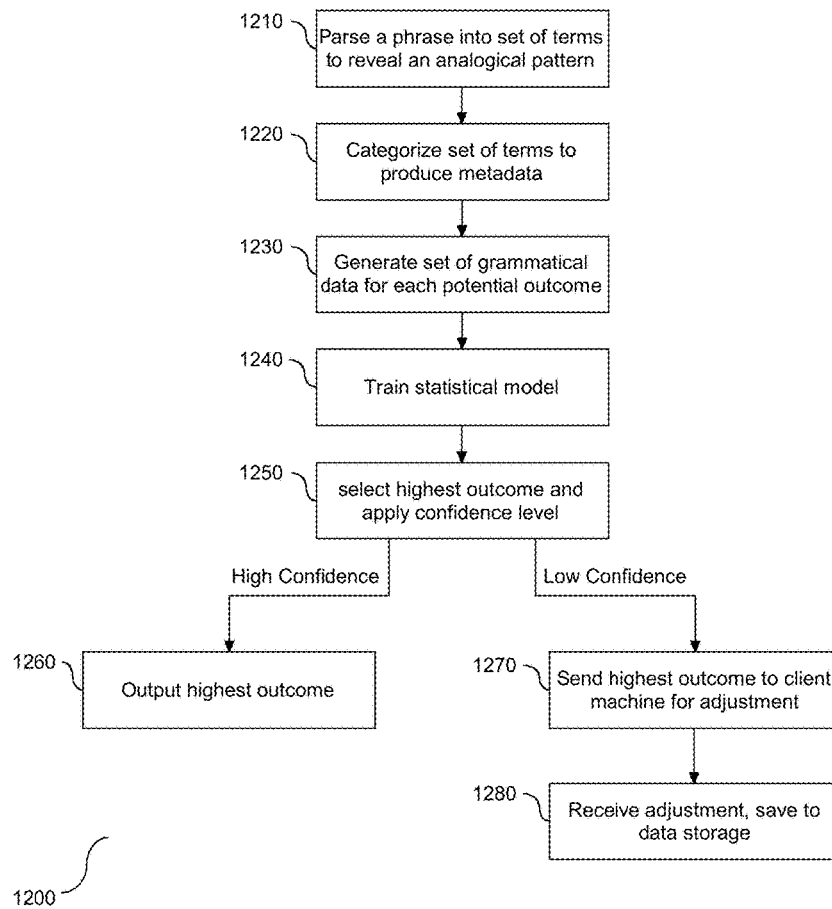 1210
Parse a phrase into set of terms
to reveal an analogical pattern
1220
Categorize set of terms to
produce metadata
1230
Generate set of grammatical
data for each potential outcome
1240
Train statistical model
1250
select highest outcome and
apply confidence level
High Confidence
Low Confidence
1260
Output highest outcome
1270
Send highest outcome to client
machine for adjustment
1280
Receive adjustment, save to
data storage
1200